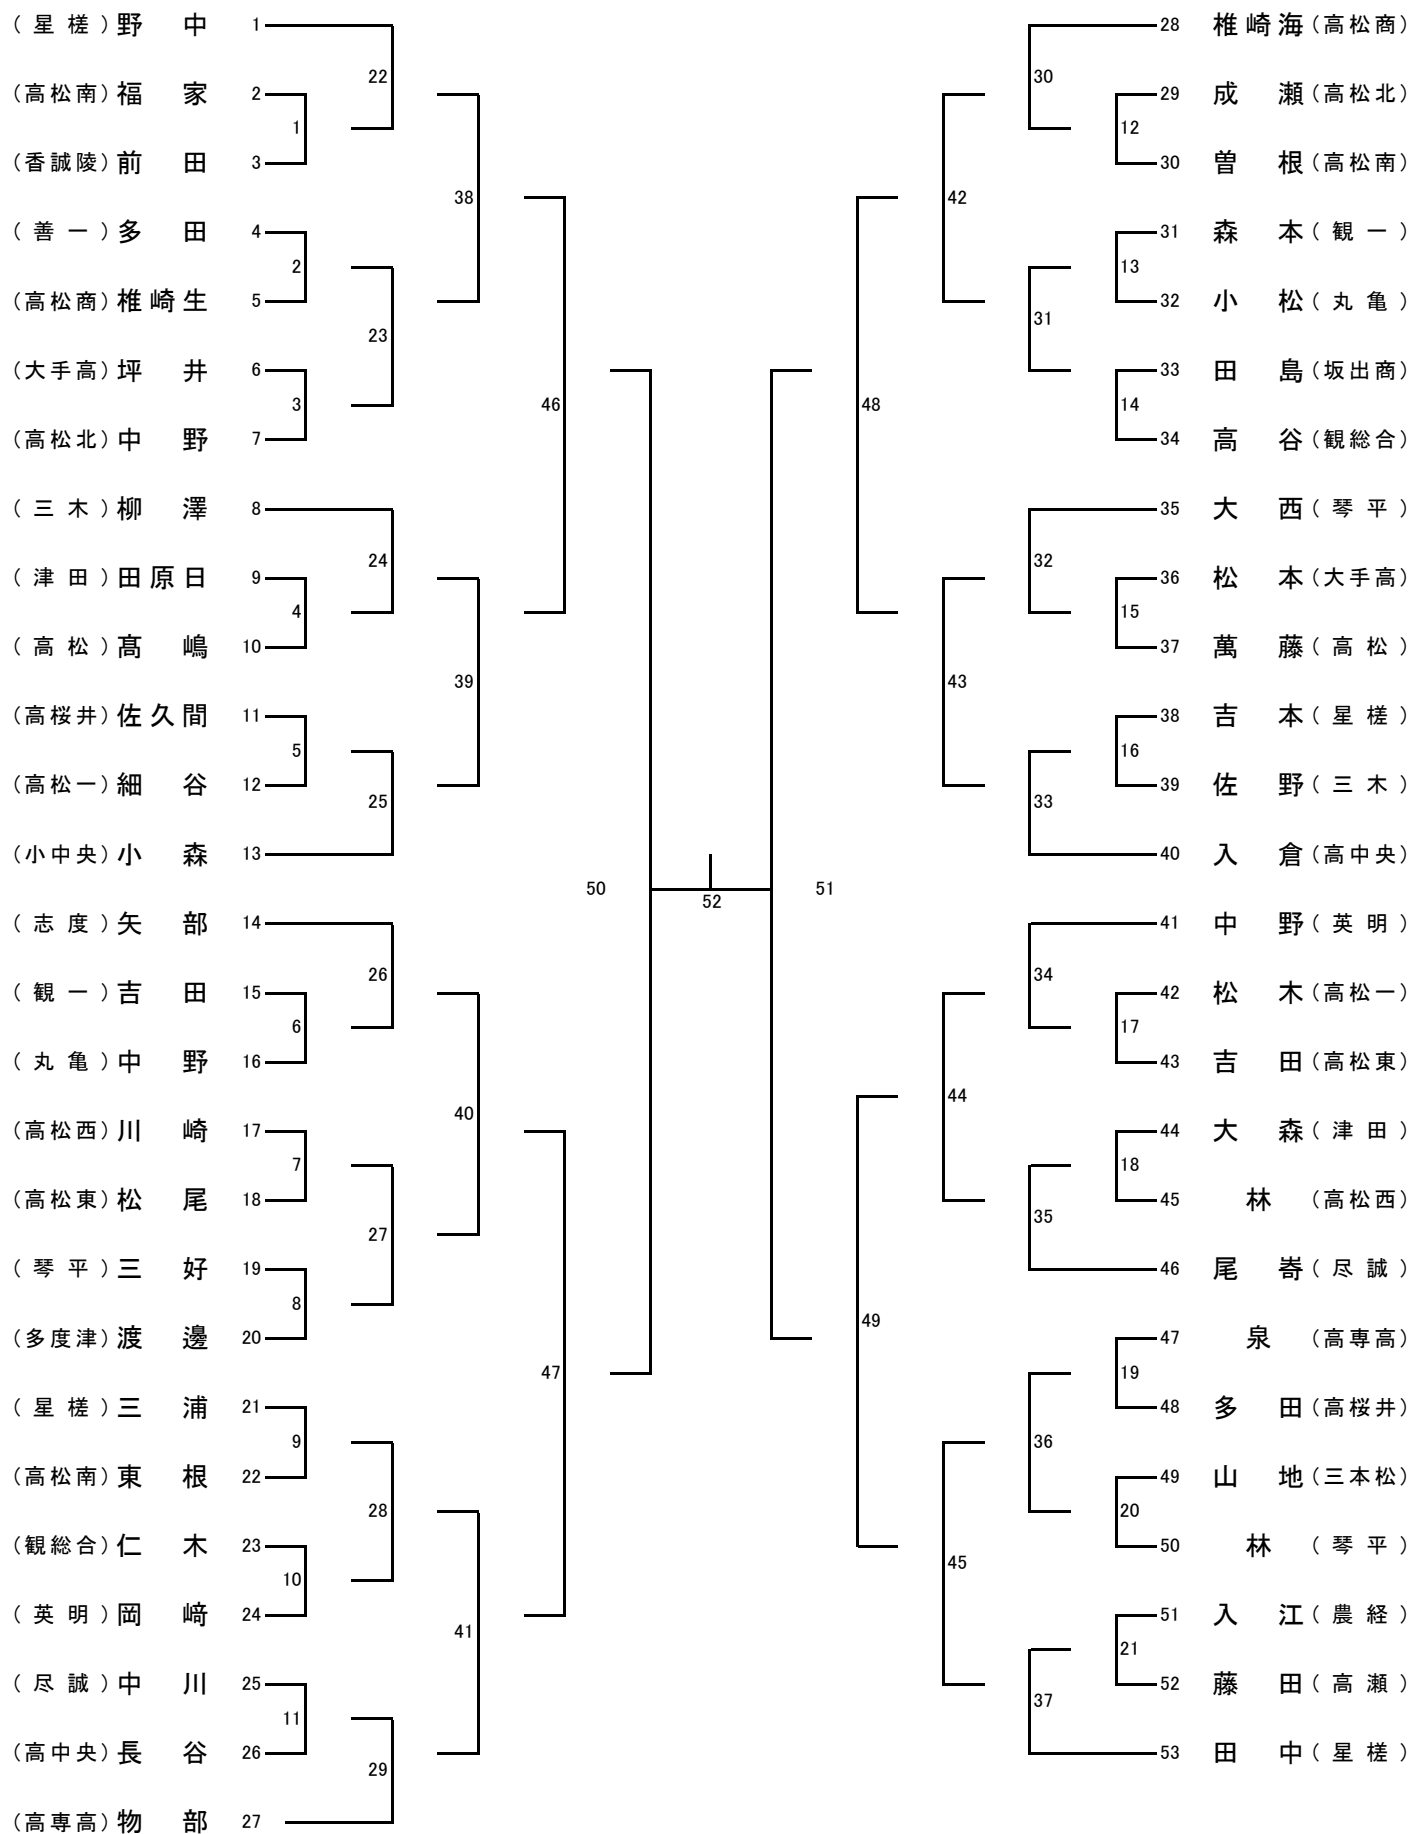 (星槎) 野中 1
(高松南) 福家 2
(香誠陵) 前田 3
(善一) 多田 4
(高松商) 椎崎生 5
(大手高) 坪井 6
(高松北) 中野 7
(三木) 柳澤 8
(津田) 田原日 9
(高松) 髙嶋 10
(高桜井) 佐久間 11
(高松一) 細谷 12
(小中央) 小森 13
(志度) 矢部 14
(観一) 吉田 15
(丸亀) 中野 16
(高松西) 川崎 17
(高松東) 松尾 18
(琴平) 三好 19
(多度津) 渡邊 20
(星槎) 三浦 21
(高松南) 東根 22
(観総合) 仁木 23
(英明) 岡﨑 24
(尽誠) 中川 25
(高中央) 長谷 26
(高専高) 物部 27
1
2
3
4
5
6
7
8
9
10
11
22
23
24
25
26
27
28
29
38
39
40
41
46
47
50
52
51
48
49
42
43
44
45
30
31
32
33
34
35
36
37
12
13
14
15
16
17
18
19
20
21
28 椎崎海 (高松商)
29 成瀬 (高松北)
30 曽根 (高松南)
31 森本 (観一)
32 小松 (丸亀)
33 田島 (坂出商)
34 高谷 (観総合)
35 大西 (琴平)
36 松本 (大手高)
37 萬藤 (高松)
38 吉本 (星槎)
39 佐野 (三木)
40 入倉 (高中央)
41 中野 (英明)
42 松木 (高松一)
43 吉田 (高松東)
44 大森 (津田)
45 林 (高松西)
46 尾嵜 (尽誠)
47 泉 (高専高)
48 多田 (高桜井)
49 山地 (三本松)
50 林 (琴平)
51 入江 (農経)
52 藤田 (高瀬)
53 田中 (星槎)